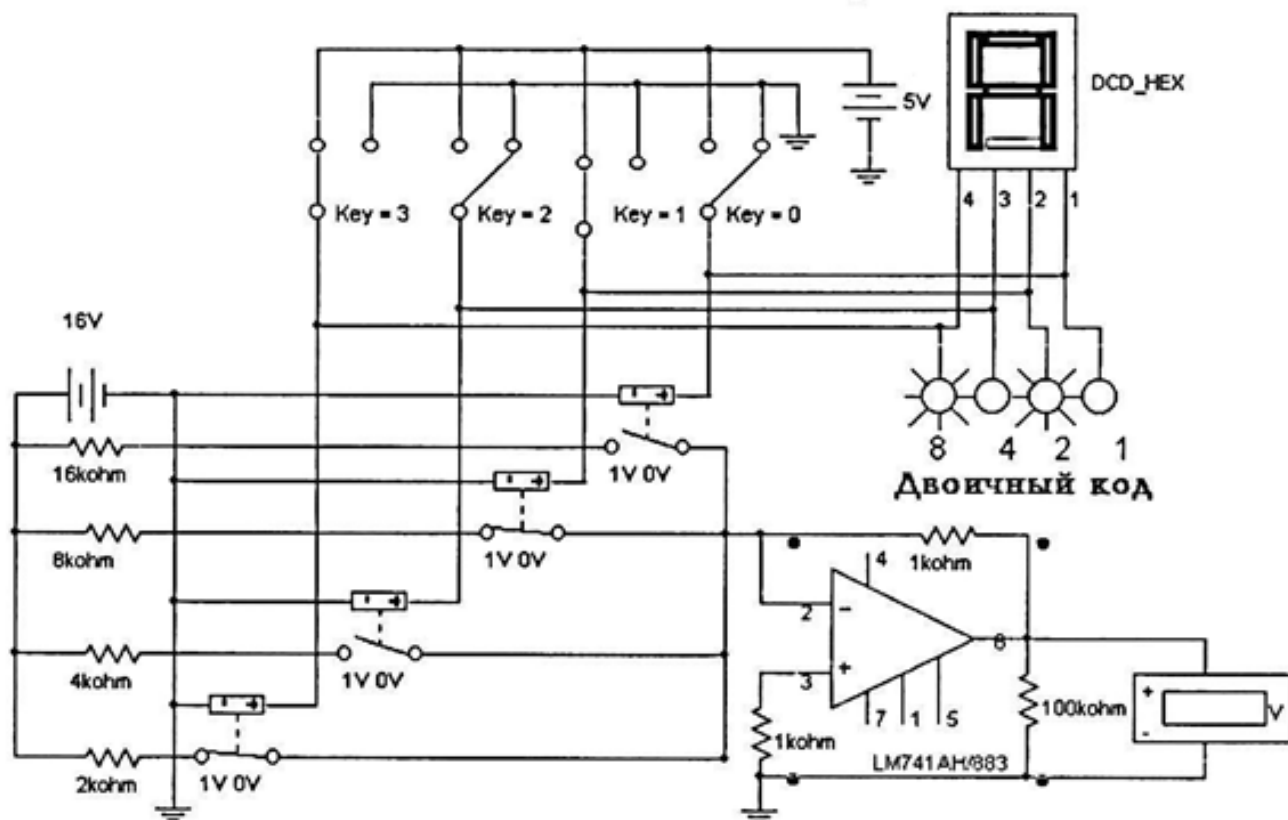 DCD_HEX
5V
4 3 2 1
Key = 3
Key = 2
Key = 1
Key = 0
16V
16kohm
1V 0V
8 4 2 1
Двоичный код
8kohm
1V 0V
1kohm
4
2
6
4kohm
1V 0V
3
7 1 5
100kohm
V
1kohm
LM741AH/883
2kohm
1V 0V